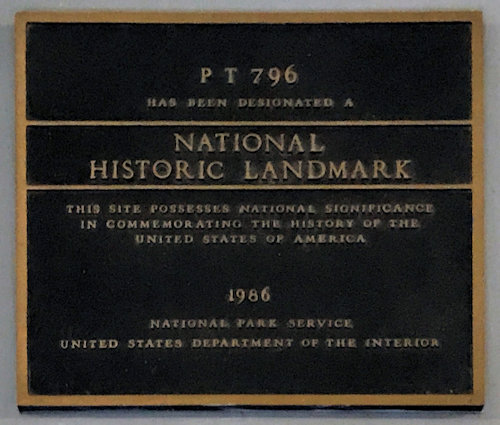 PT 796
HAS BEEN DESIGNATED A
NATIONAL
HISTORIC LANDMARK
THIS SITE POSSESSES NATIONAL SIGNIFICANCE
IN COMMEMORATING THE HISTORY OF THE
UNITED STATES OF AMERICA
1986
NATIONAL PARK SERVICE
UNITED STATES DEPARTMENT OF THE INTERIOR